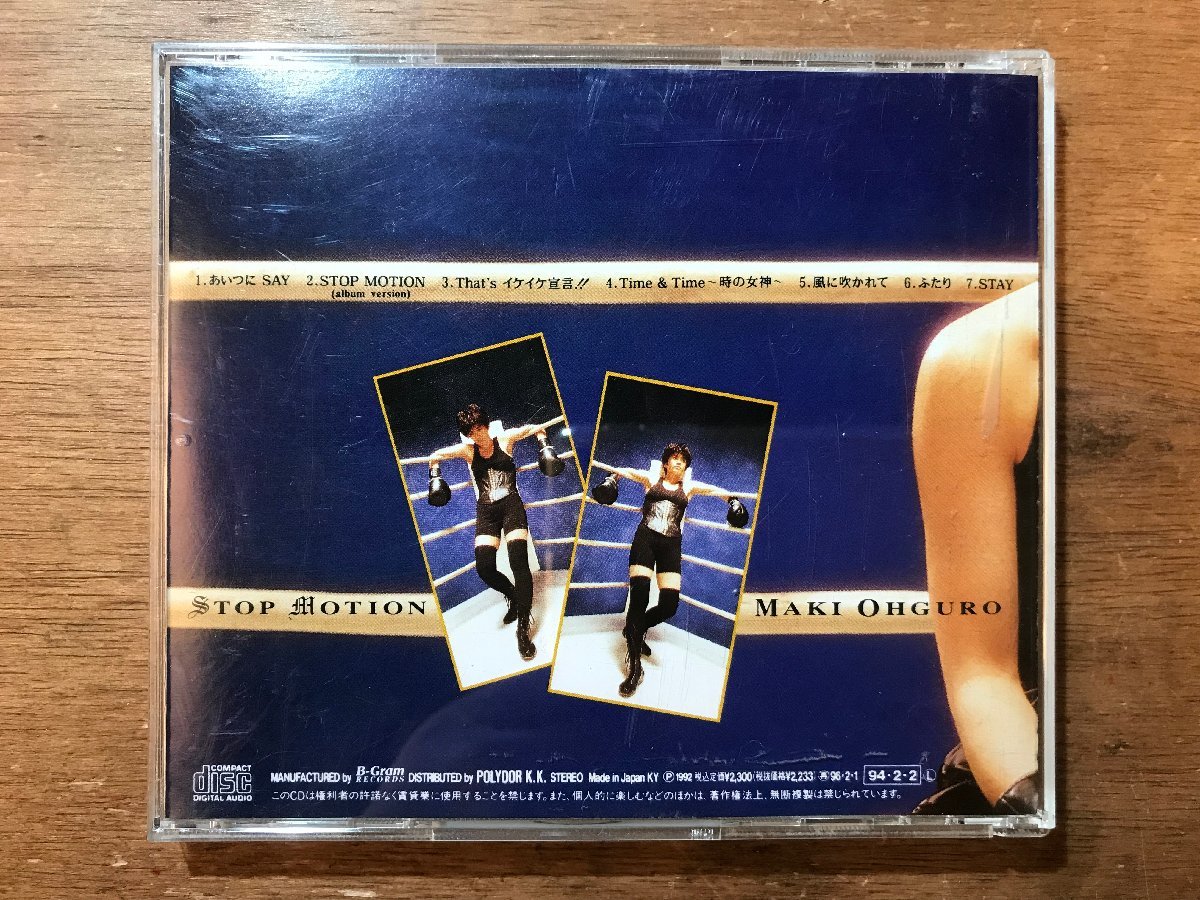 1.あいつに SAY 2.STOP MOTION 3.That's イケイケ宣言!! 4.Time & Time〜時の女神〜 5.風に吹かれて 6.ふたり 7.STAY
(album version)
STOP MOTION MAKI OHGURO
COMPACT
disc
DIGITAL AUDIO
MANUFACTURED by B-Gram RECORDS DISTRIBUTED by POLYDOR K.K. STEREO Made in Japan KY Ⓟ1992 税込定価¥2,300(税抜価格¥2,233)再96・2・1 94・2・2 Ⓛ
このCDは権利者の許諾なく賃貸業に使用することを禁じます。また、個人的に楽しむなどのほかは、著作権法上、無断複製は禁じられています。